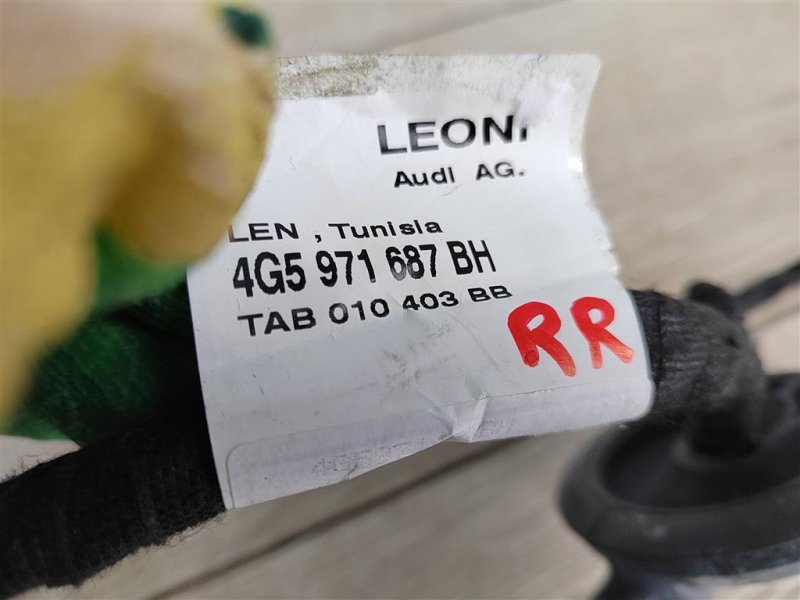 LEONI
Audi AG.
LEN , Tunisia
4G5 971 687 BH
TAB 010 403 BB
RR